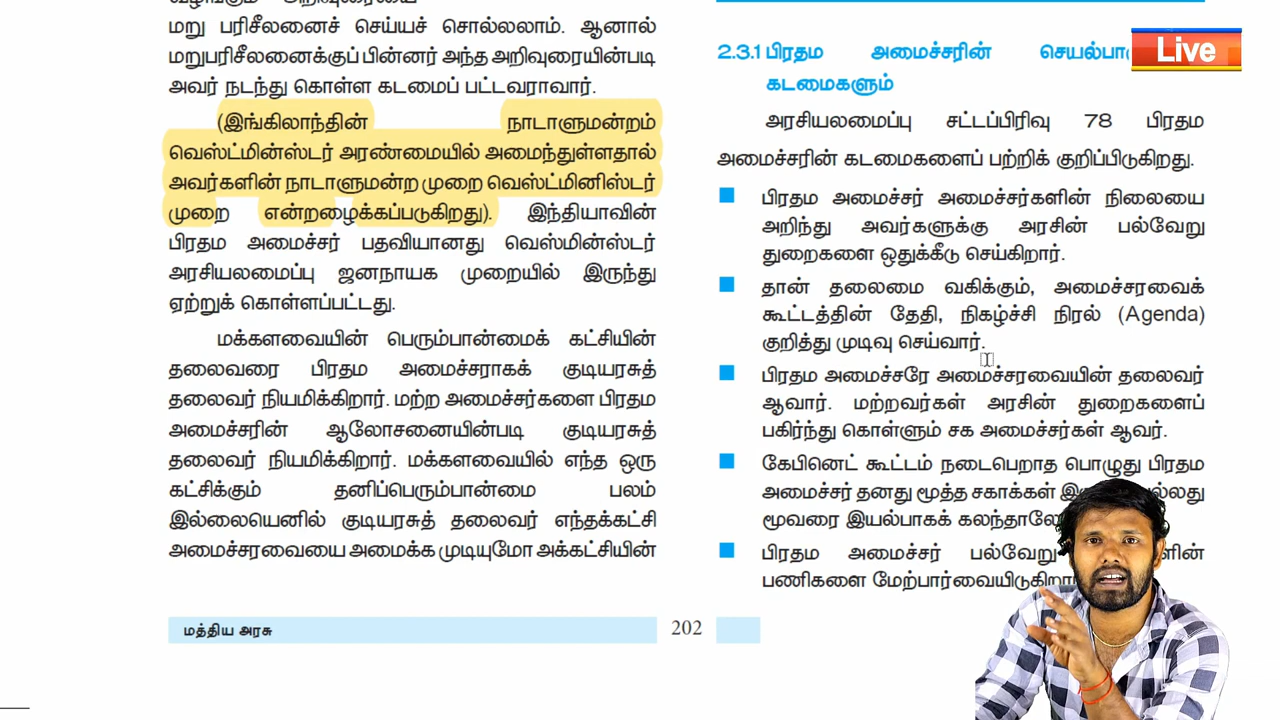 மறு பரிசீலனைச் செய்யச் சொல்லலாம். ஆனால்
மறுபரிசீலனைக்குப் பின்னர் அந்த அறிவுரையின்படி
அவர் நடந்து கொள்ள கடமைப் பட்டவராவார்.
(இங்கிலாந்தின் நாடாளுமன்றம்
வெஸ்ட்மின்ஸ்டர் அரண்மையில் அமைந்துள்ளதால்
அவர்களின் நாடாளுமன்ற முறை வெஸ்ட்மினிஸ்டர்
முறை என்றழைக்கப்படுகிறது). இந்தியாவின்
பிரதம அமைச்சர் பதவியானது வெஸ்மின்ஸ்டர்
அரசியலமைப்பு ஜனநாயக முறையில் இருந்து
ஏற்றுக் கொள்ளப்பட்டது.
மக்களவையின் பெரும்பான்மைக் கட்சியின்
தலைவரை பிரதம அமைச்சராகக் குடியரசுத்
தலைவர் நியமிக்கிறார். மற்ற அமைச்சர்களை பிரதம
அமைச்சரின் ஆலோசனையின்படி குடியரசுத்
தலைவர் நியமிக்கிறார். மக்களவையில் எந்த ஒரு
கட்சிக்கும் தனிப்பெரும்பான்மை பலம்
இல்லையெனில் குடியரசுத் தலைவர் எந்தக்கட்சி
அமைச்சரவையை அமைக்க முடியுமோ அக்கட்சியின்
மத்திய அரசு
202
Live
2.3.1 பிரதம அமைச்சரின்
கடமைகளும்
அரசியலமைப்பு சட்டப்பிரிவு 78 பிரதம
அமைச்சரின் கடமைகளைப் பற்றிக் குறிப்பிடுகிறது.
பிரதம அமைச்சர் அமைச்சர்களின் நிலையை
அறிந்து அவர்களுக்கு அரசின் பல்வேறு
துறைகளை ஒதுக்கீடு செய்கிறார்.
தான் தலைமை வகிக்கும், அமைச்சரவைக்
கூட்டத்தின் தேதி, நிகழ்ச்சி நிரல் (Agenda)
குறித்து முடிவு செய்வார்.
பிரதம அமைச்சரே அமைச்சரவையின் தலைவர்
ஆவார். மற்றவர்கள் அரசின் துறைகளைப்
பகிர்ந்து கொள்ளும் சக அமைச்சர்கள் ஆவர்.
கேபினெட் கூட்டம் நடைபெறாத பொழுது பிரதம
அமைச்சர் தனது மூத்த சகாக்கள்
மூவரை இயல்பாகக்
பிரதம அமைச்சர் பல்வேறு
பணிகளை